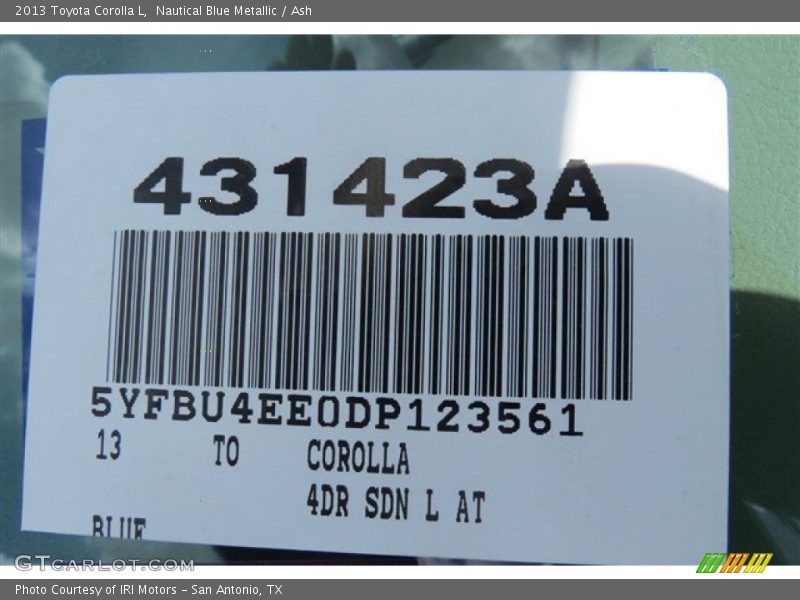 2013 Toyota Corolla L, Nautical Blue Metallic / Ash
431423A
5YFBU4EE0DP123561
13 TO COROLLA
4DR SDN L AT
BLUE
GTcarlot.com
Photo Courtesy of IRI Motors – San Antonio, TX